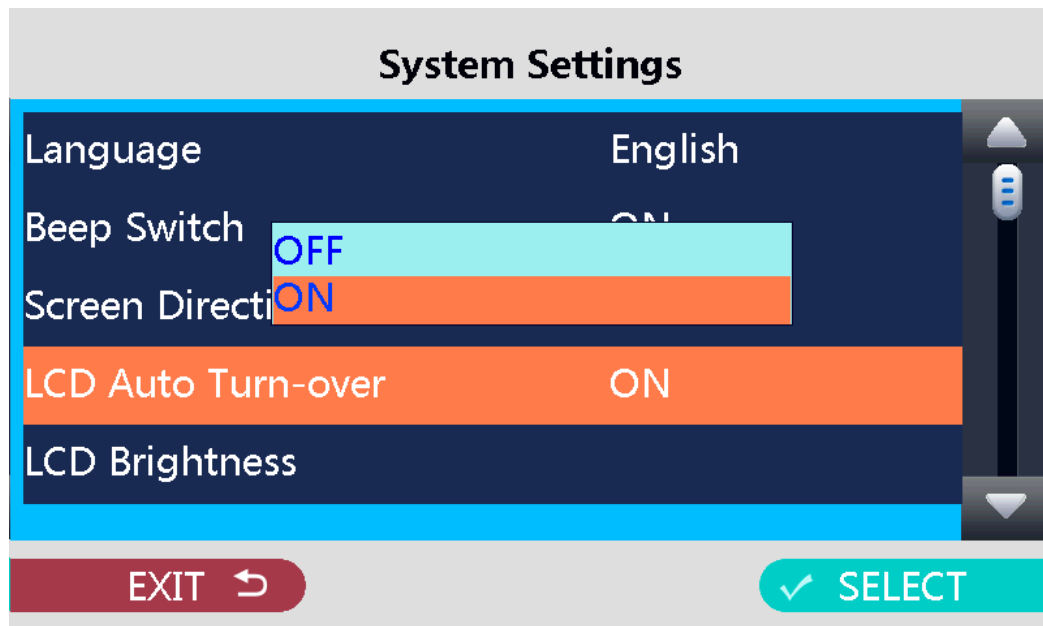 System Settings
Language English
Beep Switch ON
OFF
Screen Directi
ON
LCD Auto Turn-over ON
LCD Brightness
EXIT SELECT